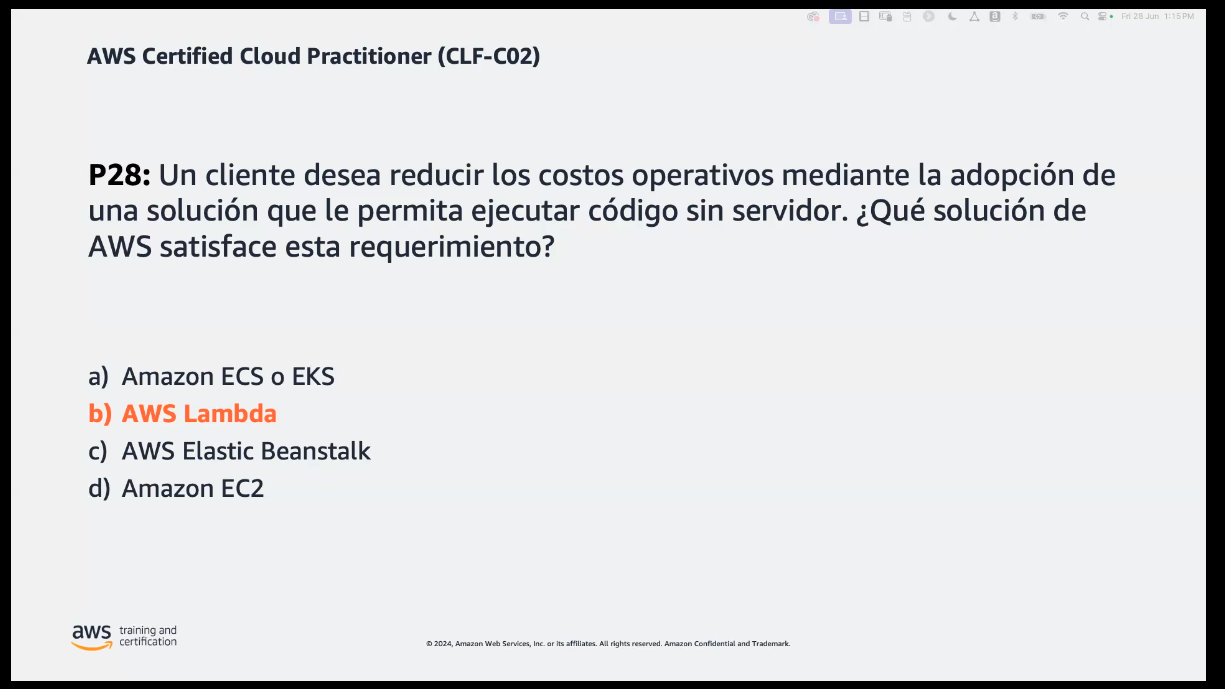 Fri 28 Jun 1:15 PM
AWS Certified Cloud Practitioner (CLF-C02)
P28: Un cliente desea reducir los costos operativos mediante la adopción de
una solución que le permita ejecutar código sin servidor. ¿Qué solución de
AWS satisface esta requerimiento?
a) Amazon ECS o EKS
b) AWS Lambda
c) AWS Elastic Beanstalk
d) Amazon EC2
aws training and
certification
© 2024, Amazon Web Services, Inc. or its affiliates. All rights reserved. Amazon Confidential and Trademark.